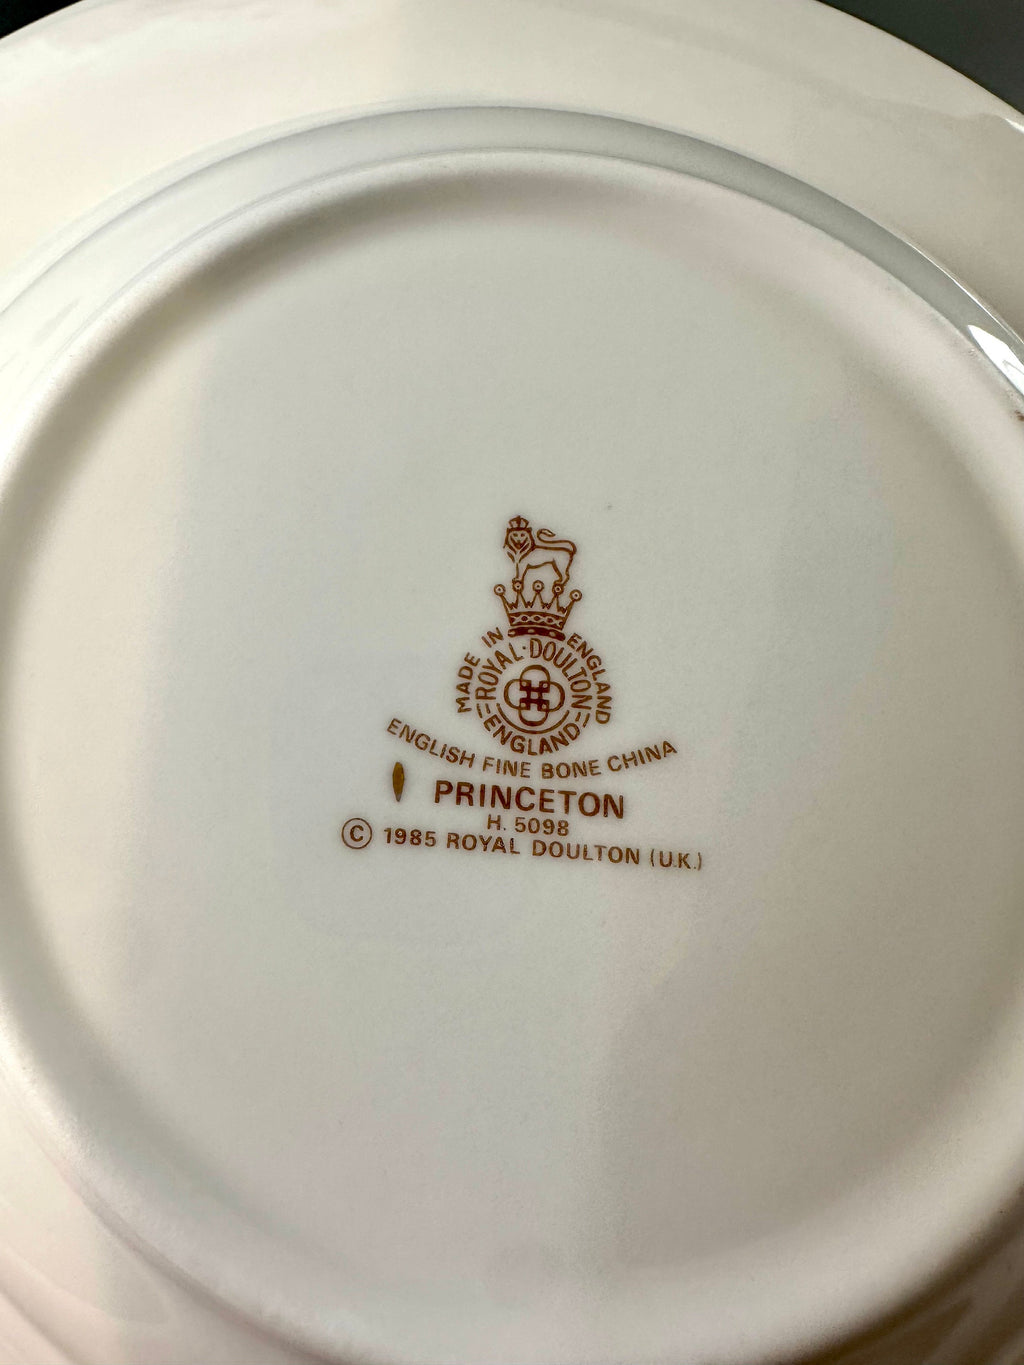 MADE IN ENGLAND
ROYAL·DOULTON
ENGLAND
ENGLISH FINE BONE CHINA
PRINCETON
H. 5098
© 1985 ROYAL DOULTON (U.K.)